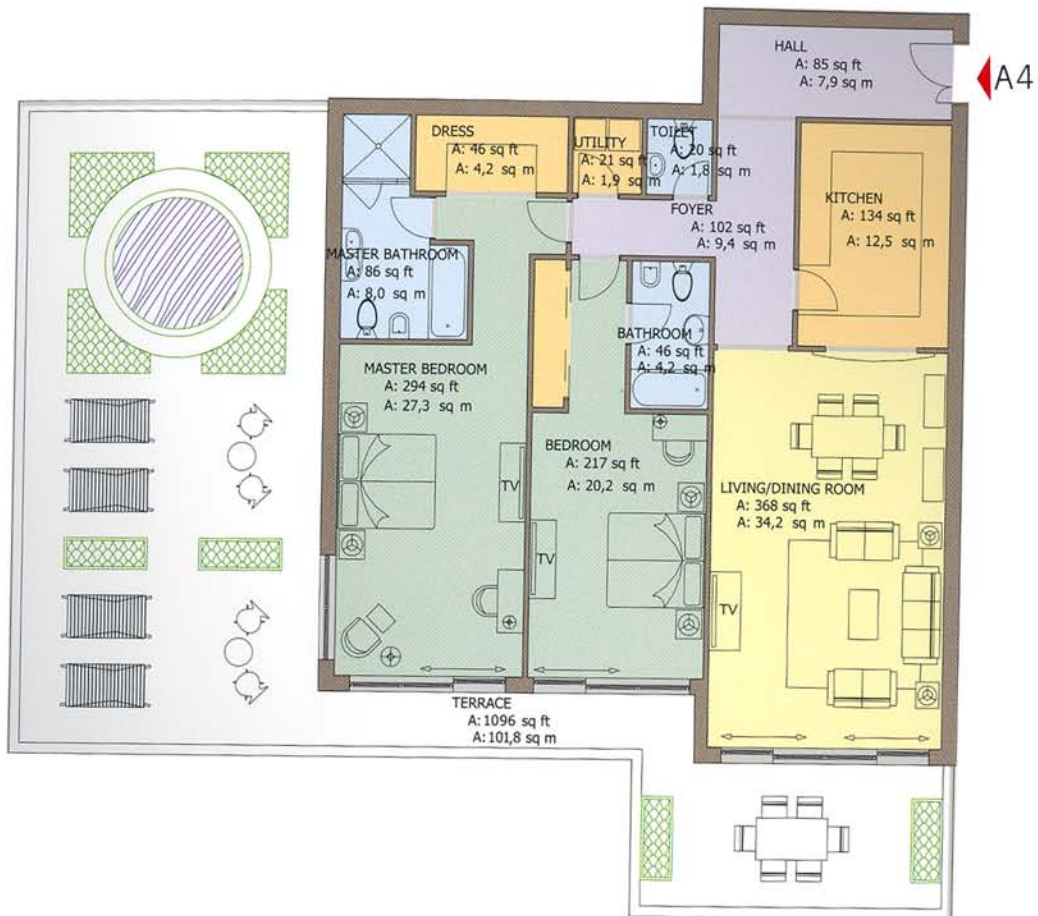 HALL
A: 85 sq ft
A: 7,9 sq m
A4
DRESS
A: 46 sq ft
A: 4,2 sq m
UTILITY
A: 21 sq ft
A: 1,9 sq m
TOILET
A: 20 sq ft
A: 1,8 sq m
FOYER
A: 102 sq ft
A: 9,4 sq m
KITCHEN
A: 134 sq ft
A: 12,5 sq m
MASTER BATHROOM
A: 86 sq ft
A: 8,0 sq m
BATHROOM
A: 46 sq ft
A: 4,2 sq m
MASTER BEDROOM
A: 294 sq ft
A: 27,3 sq m
BEDROOM
A: 217 sq ft
A: 20,2 sq m
LIVING/DINING ROOM
A: 368 sq ft
A: 34,2 sq m
TV
TV
TV
TERRACE
A: 1096 sq ft
A: 101,8 sq m